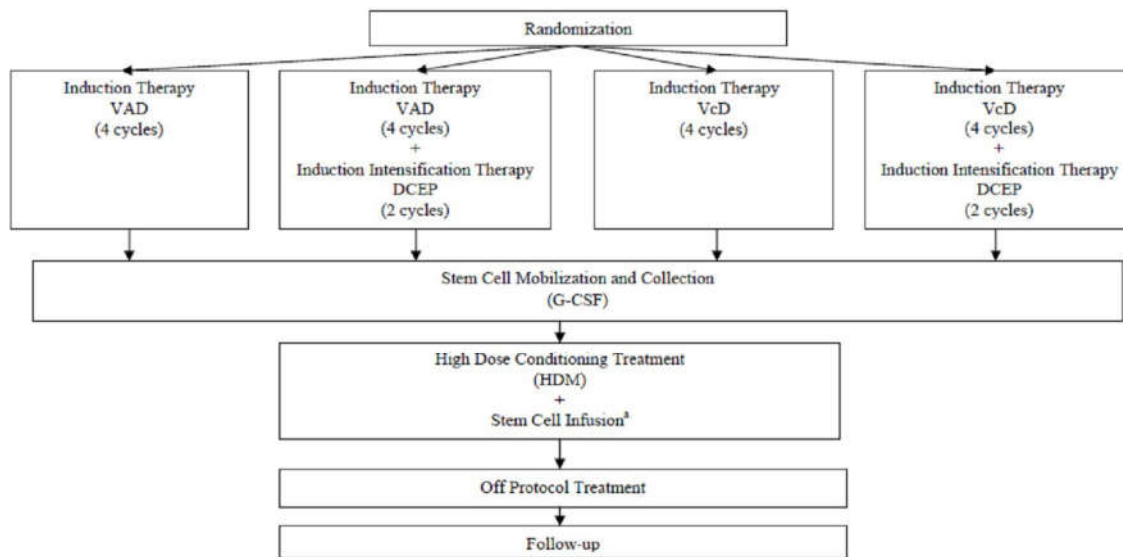 Randomization
Induction Therapy
VAD
(4 cycles)
Induction Therapy
VAD
(4 cycles)
+
Induction Intensification Therapy
DCEP
(2 cycles)
Induction Therapy
VcD
(4 cycles)
Induction Therapy
VcD
(4 cycles)
+
Induction Intensification Therapy
DCEP
(2 cycles)
Stem Cell Mobilization and Collection
(G-CSF)
High Dose Conditioning Treatment
(HDM)
+
Stem Cell Infusionᵃ
Off Protocol Treatment
Follow-up